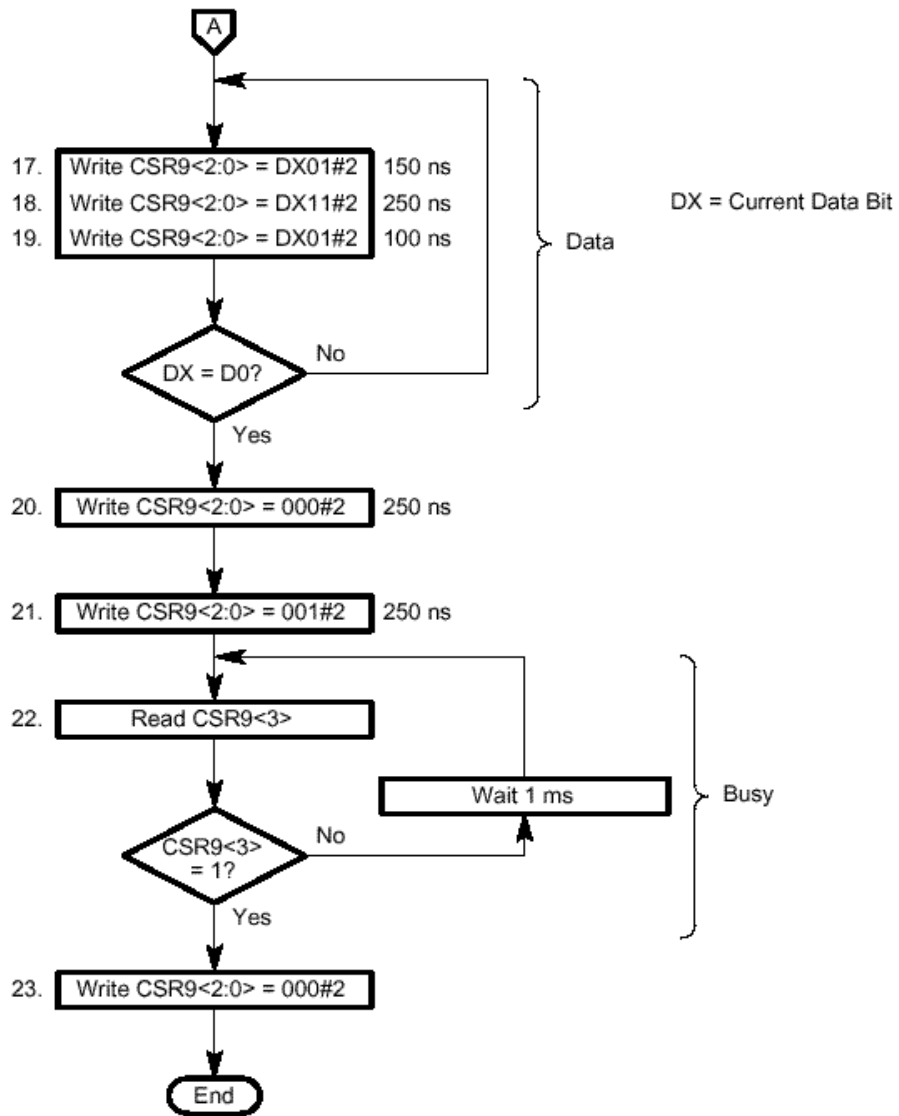 A
17. Write CSR9<2:0> = DX01#2 150 ns
18. Write CSR9<2:0> = DX11#2 250 ns
DX = Current Data Bit
19. Write CSR9<2:0> = DX01#2 100 ns
Data
No
DX = D0?
Yes
20. Write CSR9<2:0> = 000#2 250 ns
21. Write CSR9<2:0> = 001#2 250 ns
22. Read CSR9<3>
Wait 1 ms
Busy
No
CSR9<3>
= 1?
Yes
23. Write CSR9<2:0> = 000#2
End